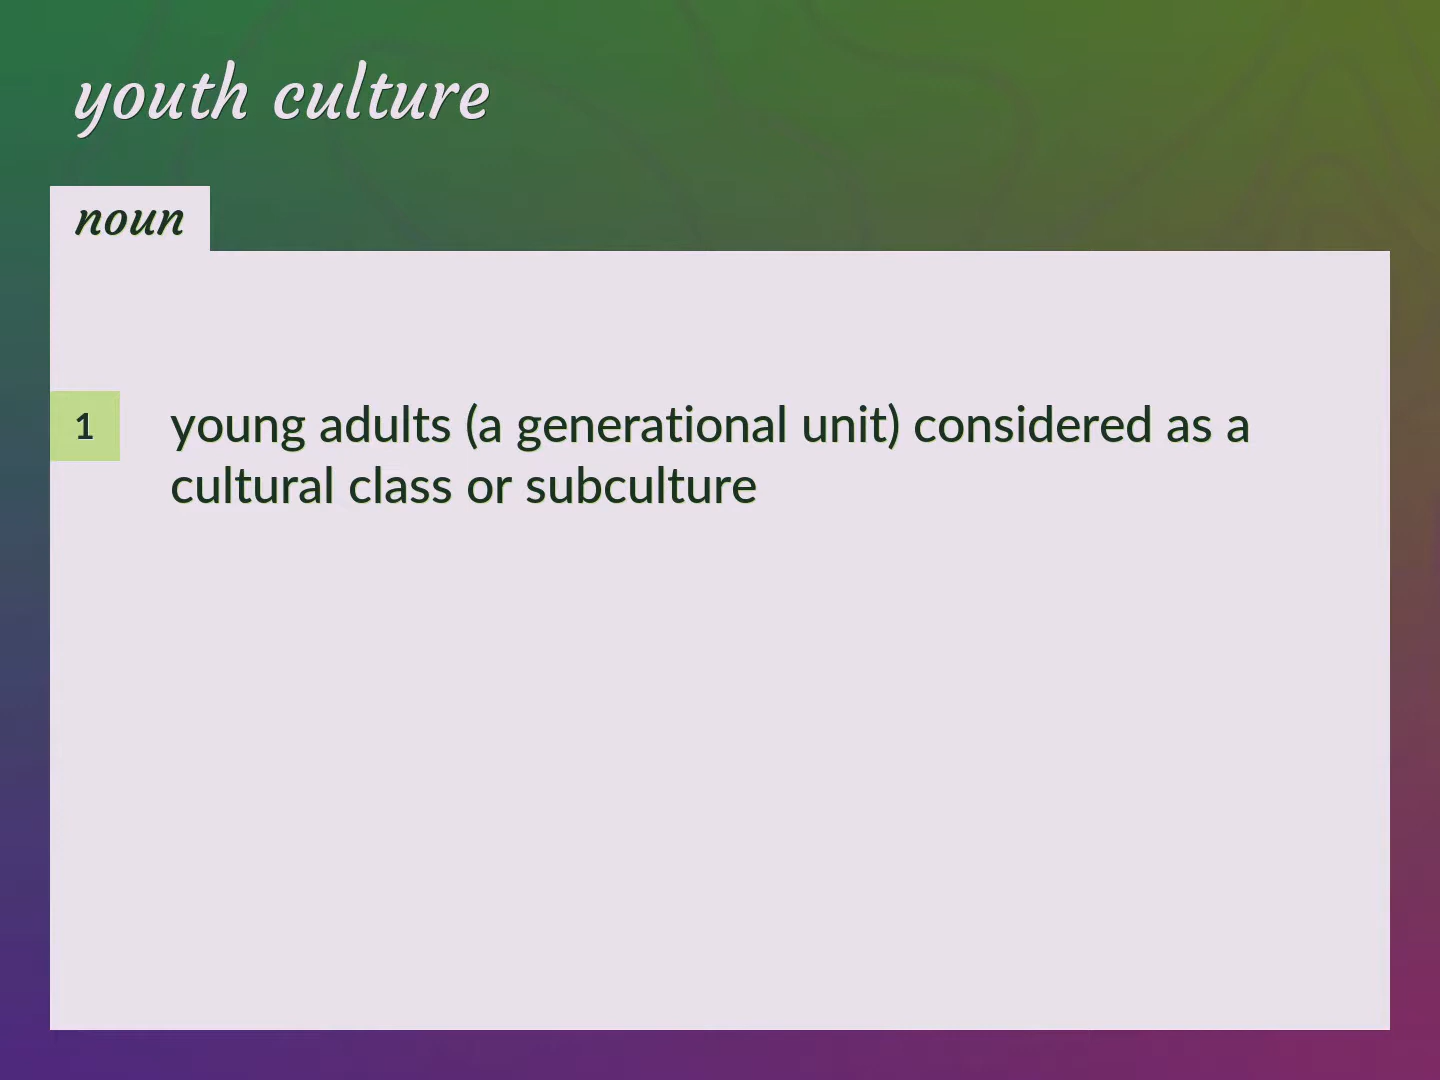 youth culture
noun
1
young adults (a generational unit) considered as a
cultural class or subculture